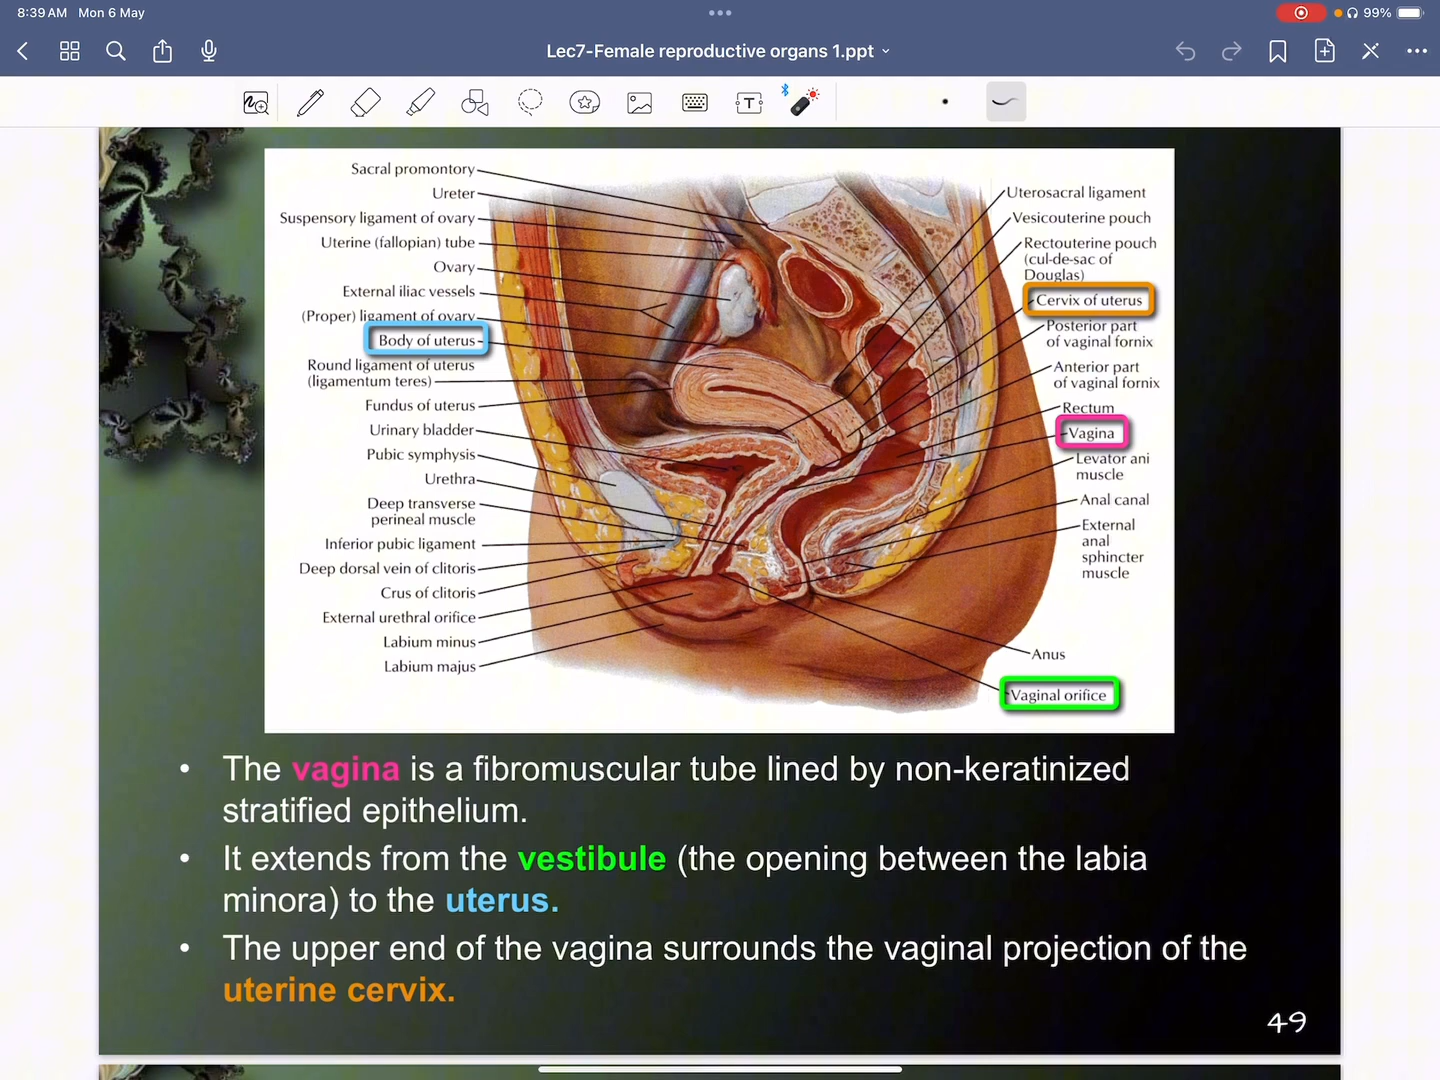 8:39 AM Mon 6 May
99%
Lec7-Female reproductive organs 1.ppt
T
Sacral promontory
Ureter
Suspensory ligament of ovary
Uterine (fallopian) tube
Ovary
External iliac vessels
(Proper) ligament of ovary
Body of uterus
Round ligament of uterus
(ligamentum teres)
Fundus of uterus
Urinary bladder
Pubic symphysis
Urethra
Deep transverse
perineal muscle
Inferior pubic ligament
Deep dorsal vein of clitoris
Crus of clitoris
External urethral orifice
Labium minus
Labium majus
Uterosacral ligament
Vesicouterine pouch
Rectouterine pouch
(cul-de-sac of
Douglas)
Cervix of uterus
Posterior part
of vaginal fornix
Anterior part
of vaginal fornix
Rectum
Vagina
Levator ani
muscle
Anal canal
External
anal
sphincter
muscle
Anus
Vaginal orifice
• The vagina is a fibromuscular tube lined by non-keratinized
stratified epithelium.
• It extends from the vestibule (the opening between the labia
minora) to the uterus.
• The upper end of the vagina surrounds the vaginal projection of the
uterine cervix.
49